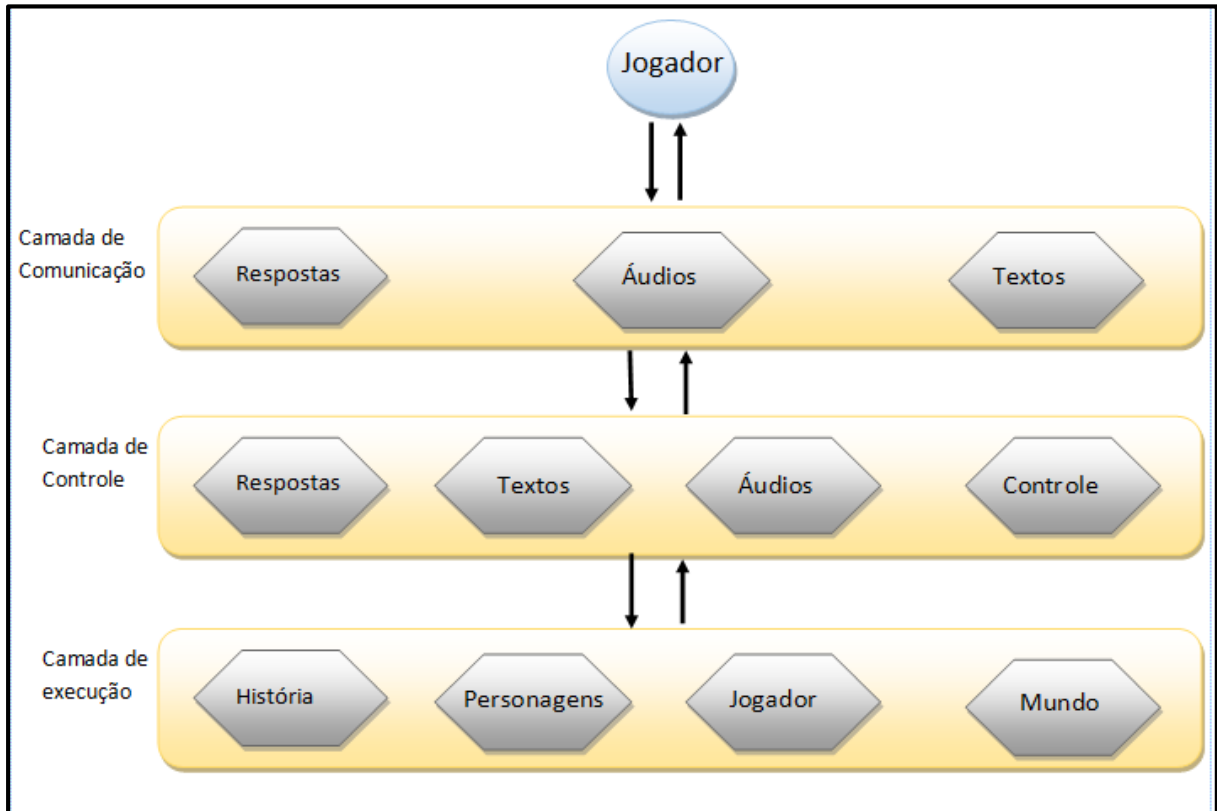 Jogador
Camada de
Comunicação
Respostas
Áudios
Textos
Camada de
Controle
Respostas
Textos
Áudios
Controle
Camada de
execução
História
Personagens
Jogador
Mundo